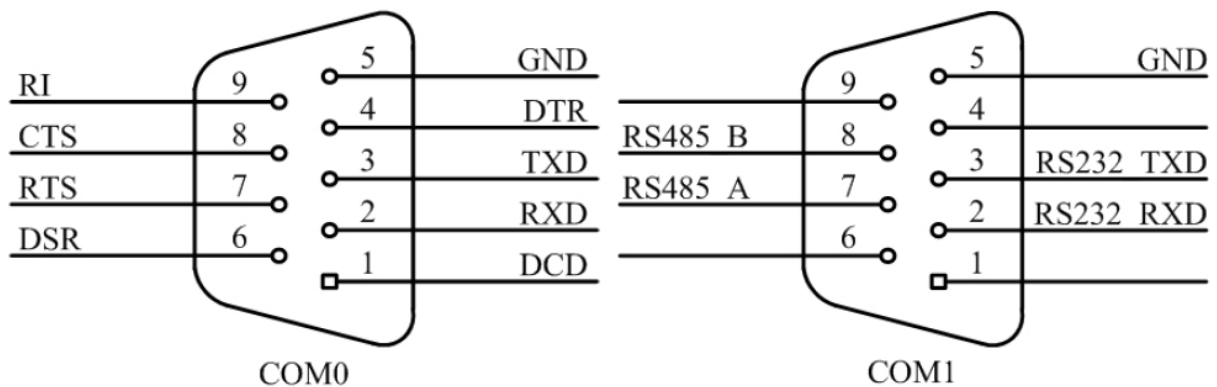 5 GND
9 RI
4 DTR
8 CTS
3 TXD
7 RTS
2 RXD
6 DSR
1 DCD
COM0
5 GND
9
4
8 RS485 B
3 RS232 TXD
7 RS485 A
2 RS232 RXD
6
1
COM1